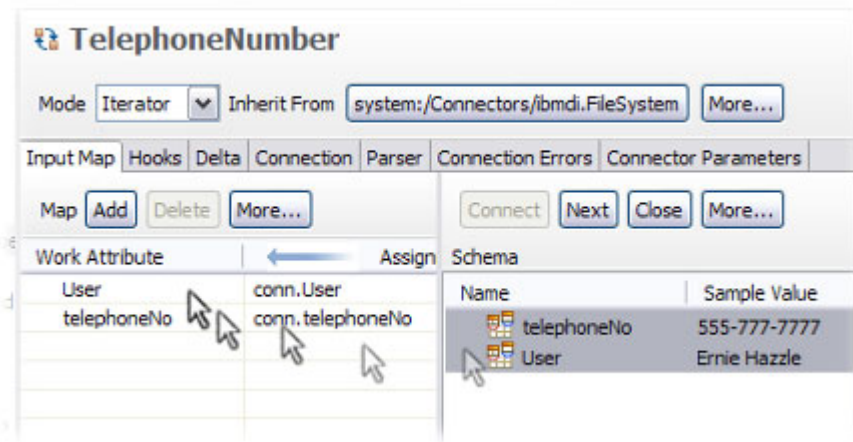 TelephoneNumber
Mode Iterator Inherit From system:/Connectors/ibmdi.FileSystem More...
Input Map Hooks Delta Connection Parser Connection Errors Connector Parameters
Map Add Delete More...
Connect Next Close More...
Work Attribute Assign
Schema
User conn.User
telephoneNo conn.telephoneNo
Name Sample Value
telephoneNo 555-777-7777
User Ernie Hazzle